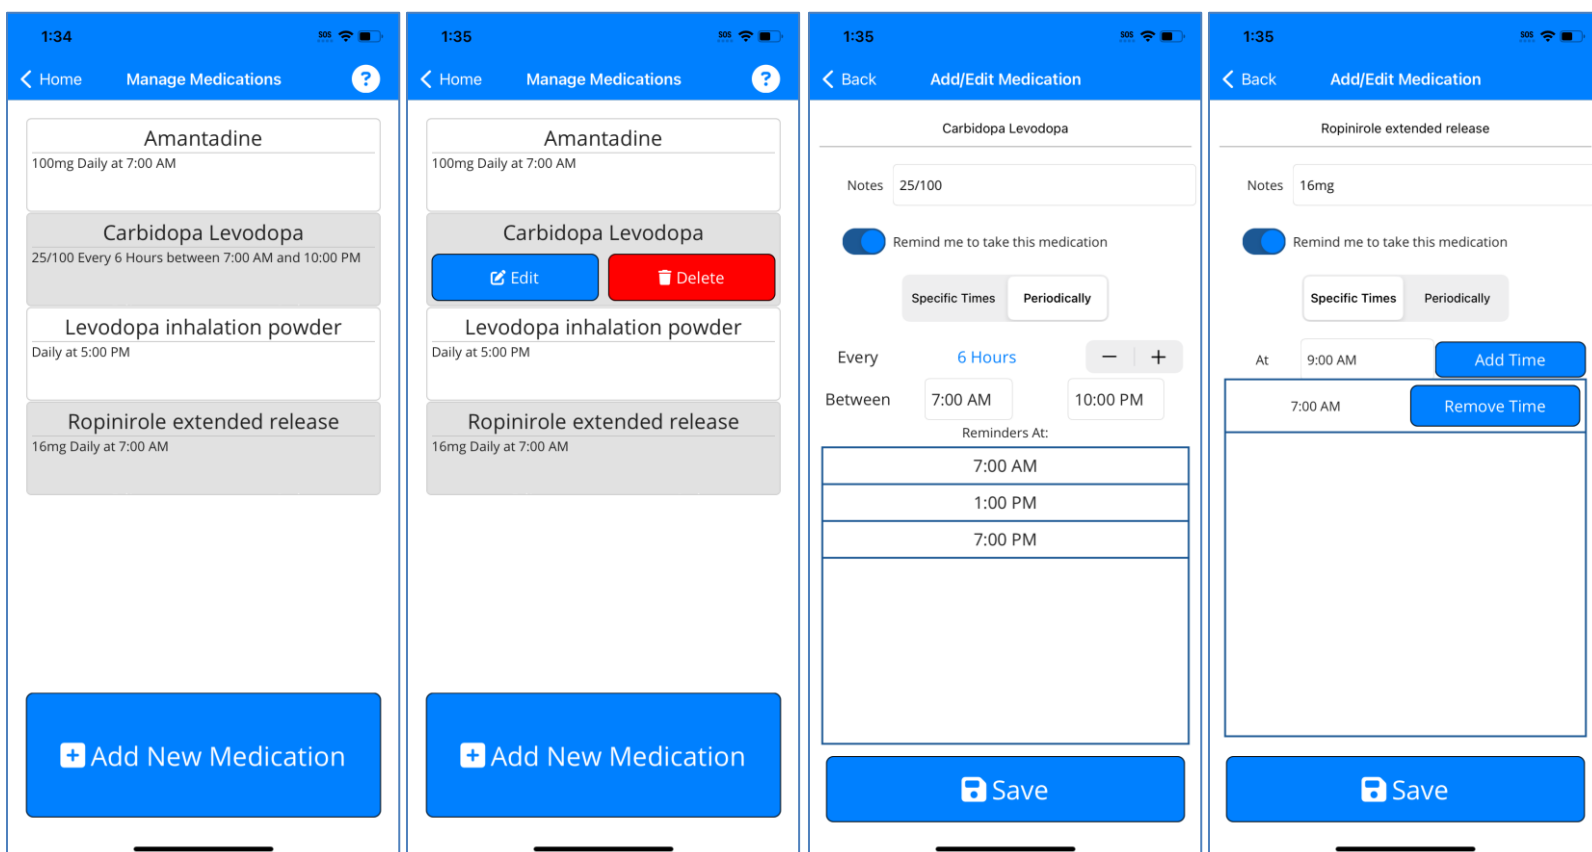 1:34
SOS
Home
Manage Medications
?
Amantadine
100mg Daily at 7:00 AM
Carbidopa Levodopa
25/100 Every 6 Hours between 7:00 AM and 10:00 PM
Levodopa inhalation powder
Daily at 5:00 PM
Ropinirole extended release
16mg Daily at 7:00 AM
Add New Medication
1:35
SOS
Home
Manage Medications
?
Amantadine
100mg Daily at 7:00 AM
Carbidopa Levodopa
Edit
Delete
Levodopa inhalation powder
Daily at 5:00 PM
Ropinirole extended release
16mg Daily at 7:00 AM
Add New Medication
1:35
SOS
Back
Add/Edit Medication
Carbidopa Levodopa
Notes 25/100
Remind me to take this medication
Specific Times Periodically
Every 6 Hours − +
Between 7:00 AM 10:00 PM
Reminders At:
7:00 AM
1:00 PM
7:00 PM
Save
1:35
SOS
Back
Add/Edit Medication
Ropinirole extended release
Notes 16mg
Remind me to take this medication
Specific Times Periodically
At 9:00 AM Add Time
7:00 AM Remove Time
Save